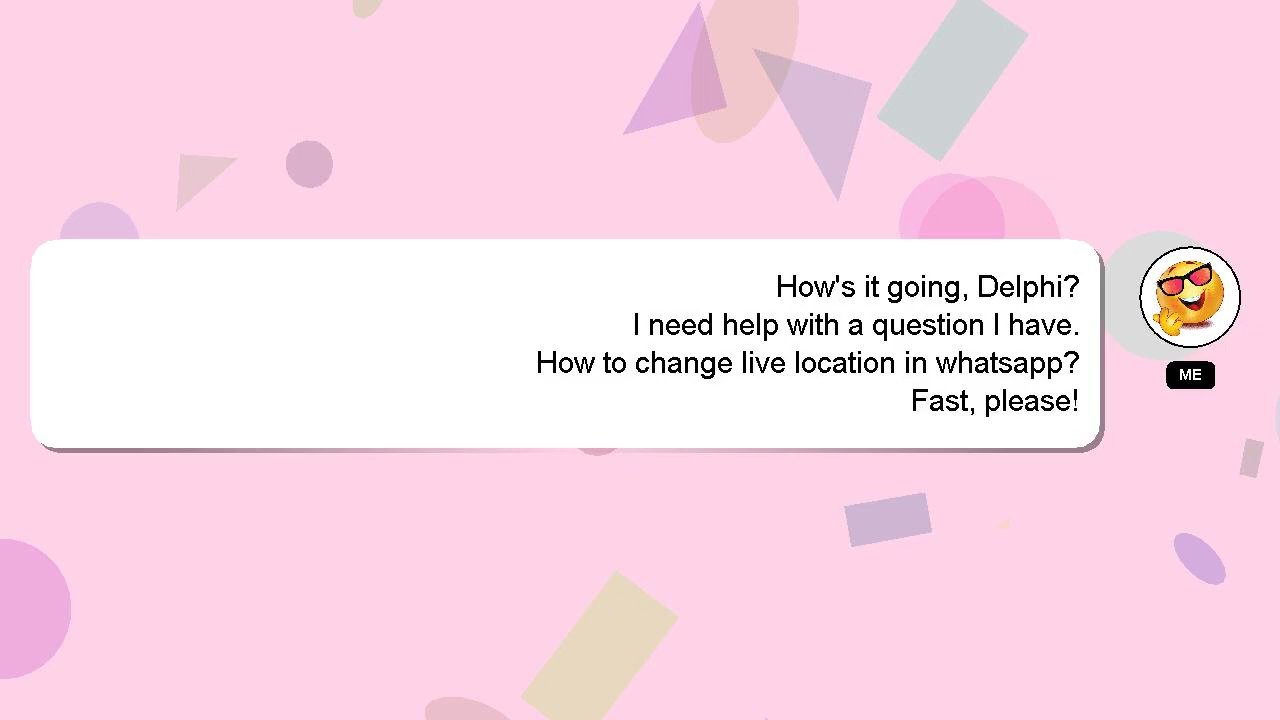 How's it going, Delphi?
I need help with a question I have.
How to change live location in whatsapp?
Fast, please!
ME